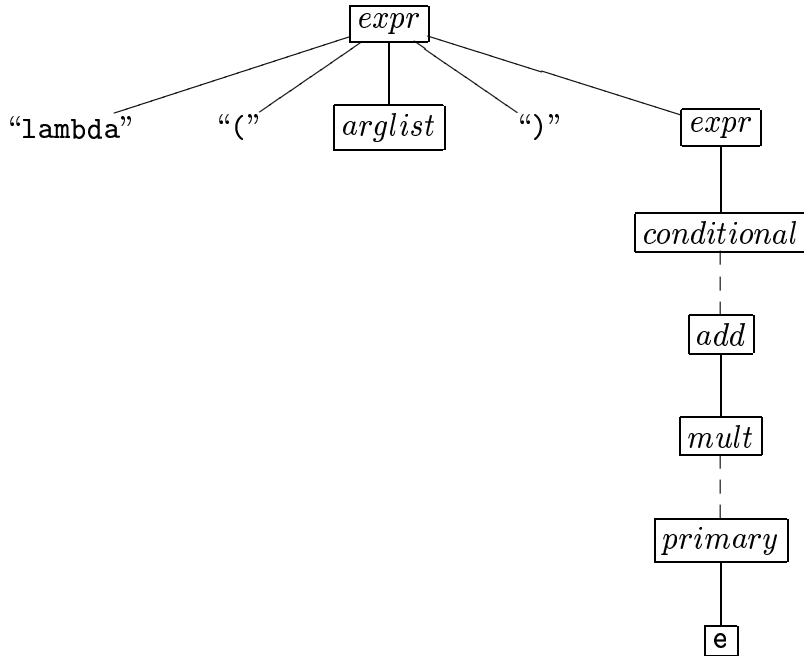 expr
“lambda” “(” arglist “)” expr
conditional
add
mult
primary
e